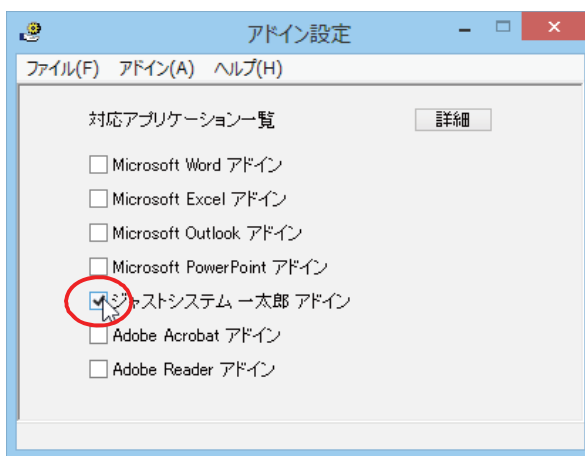 アドイン設定
ファイル(F) アドイン(A) ヘルプ(H)
対応アプリケーション一覧 詳細
Microsoft Word アドイン
Microsoft Excel アドイン
Microsoft Outlook アドイン
Microsoft PowerPoint アドイン
ジャストシステム 一太郎 アドイン
Adobe Acrobat アドイン
Adobe Reader アドイン